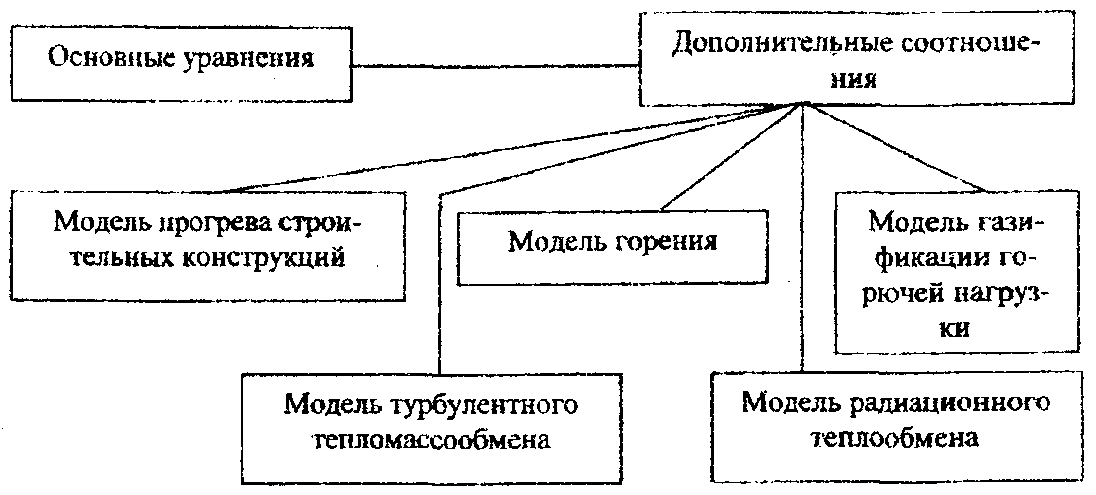 Основные уравнения
Дополнительные соотноше-
ния
Модель прогрева строи-
тельных конструкций
Модель горения
Модель гази-
фикации го-
рючей нагруз-
ки
Модель турбулентного
тепломассообмена
Модель радиационного
теплообмена